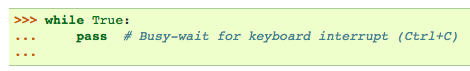 >>> while True:
...     pass  # Busy-wait for keyboard interrupt (Ctrl+C)
...